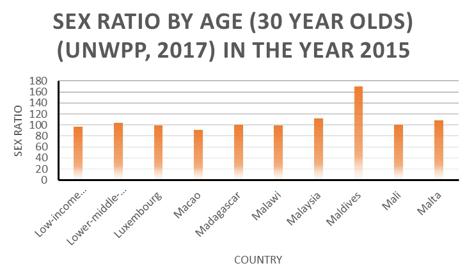 SEX RATIO BY AGE (30 YEAR OLDS)
(UNWPP, 2017) IN THE YEAR 2015
180
160
140
120
100
80
60
40
20
0
SEX RATIO
Low-income...
Lower-middle-...
Luxembourg
Macao
Madagascar
Malawi
Malaysia
Maldives
Mali
Malta
COUNTRY